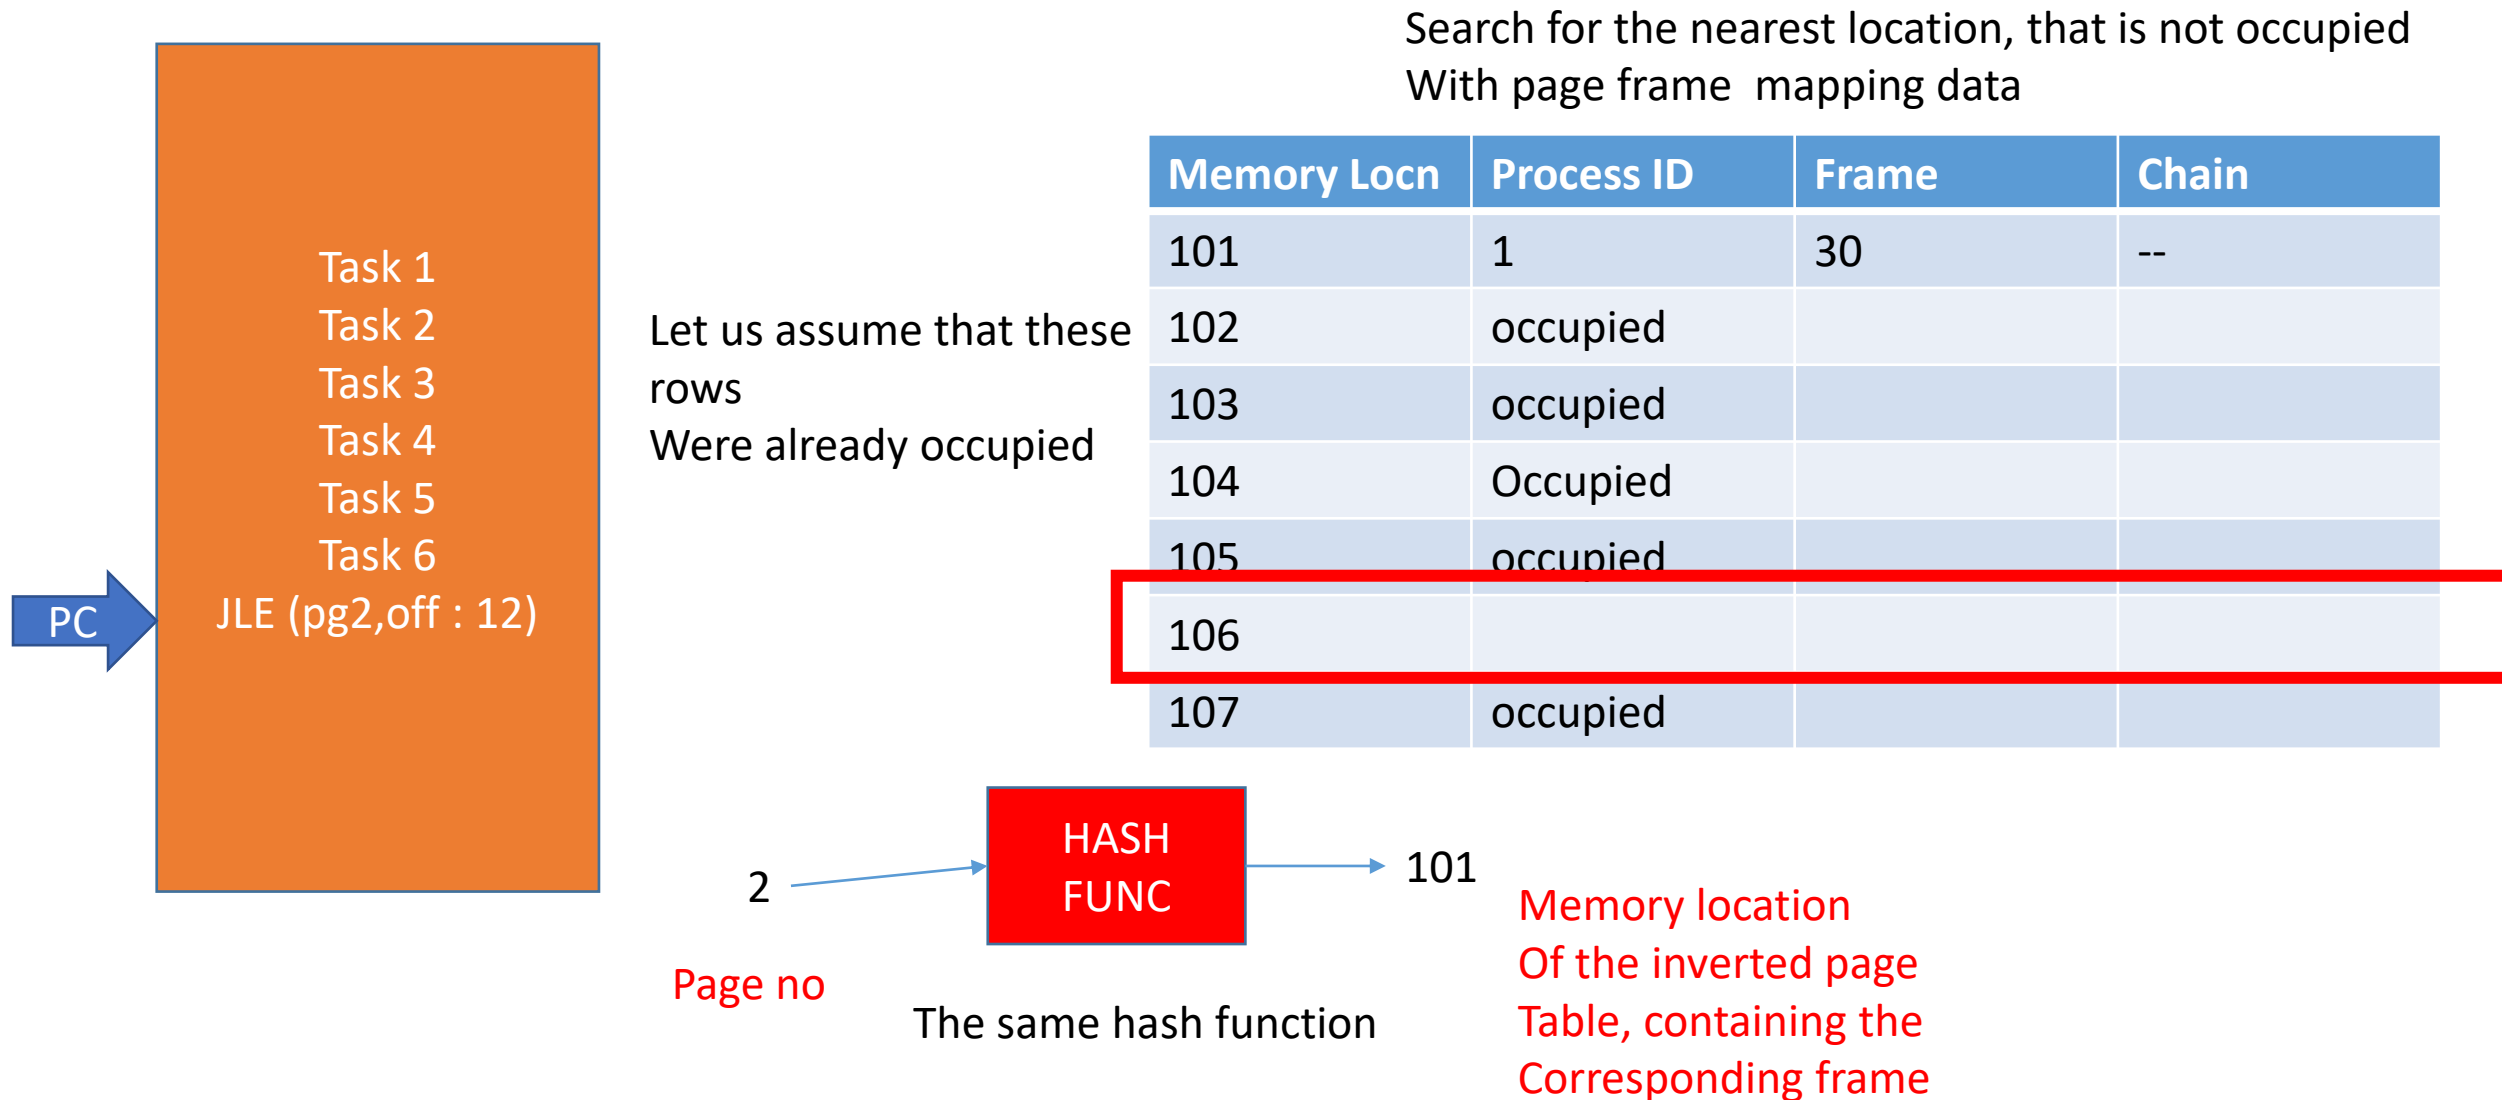 Search for the nearest location, that is not occupied
With page frame mapping data
Task 1
Task 2
Task 3
Task 4
Task 5
Task 6
JLE (pg2,off : 12)
PC
Let us assume that these
rows
Were already occupied
Memory Locn Process ID Frame Chain
101 1 30 --
102 occupied
103 occupied
104 Occupied
105 occupied
106
107 occupied
2
HASH
FUNC
101
Page no
The same hash function
Memory location
Of the inverted page
Table, containing the
Corresponding frame